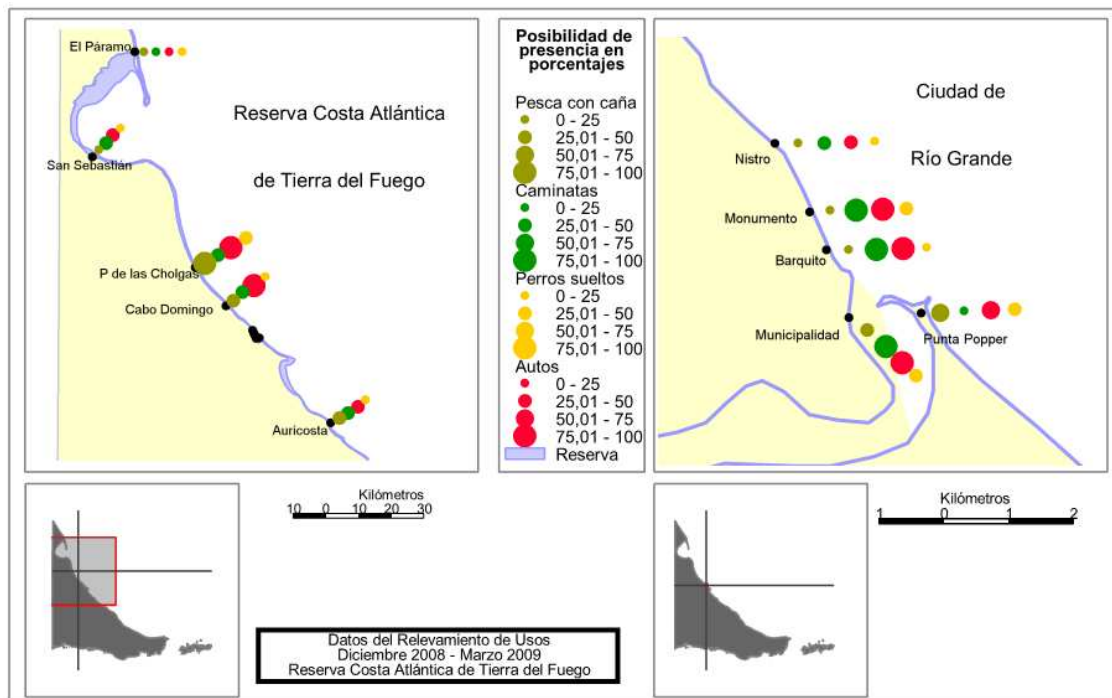 El Páramo
Reserva Costa Atlántica
San Sebastián
de Tierra del Fuego
P de las Cholgas
Cabo Domingo
Auricosta
Posibilidad de
presencia en
porcentajes
Pesca con caña
0 - 25
25,01 - 50
50,01 - 75
75,01 - 100
Caminatas
0 - 25
25,01 - 50
50,01 - 75
75,01 - 100
Perros sueltos
0 - 25
25,01 - 50
50,01 - 75
75,01 - 100
Autos
0 - 25
25,01 - 50
50,01 - 75
75,01 - 100
Reserva
Ciudad de
Río Grande
Nistro
Monumento
Barquito
Municipalidad
Punta Popper
Kilómetros
10 0 10 20 30
Kilómetros
1 0 1 2
Datos del Relevamiento de Usos
Diciembre 2008 - Marzo 2009
Reserva Costa Atlántica de Tierra del Fuego